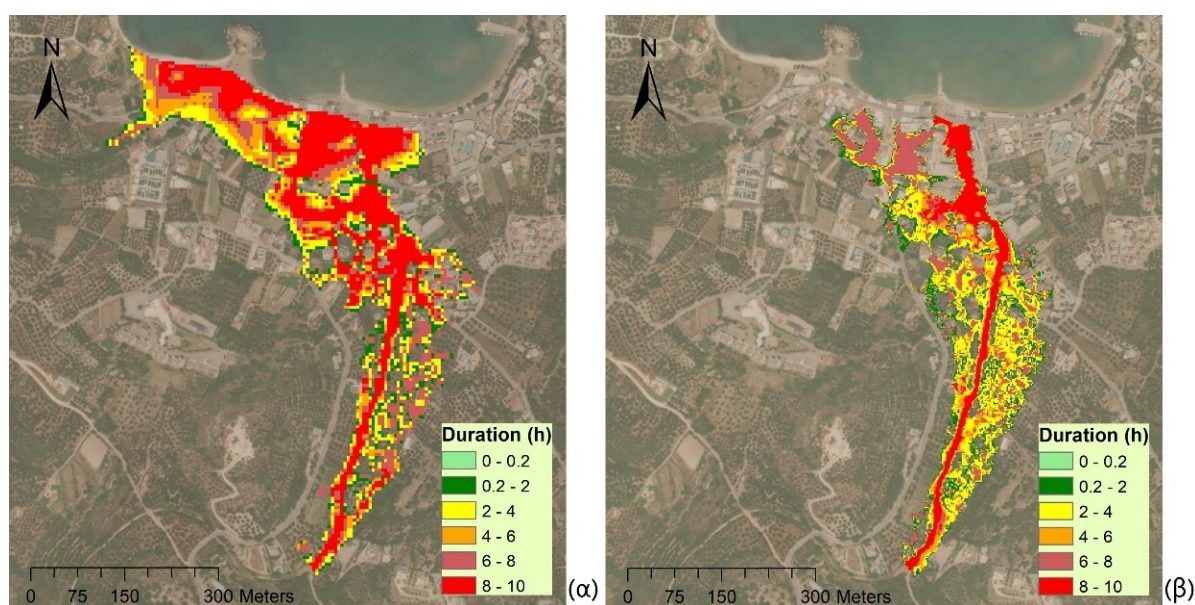 N
Duration (h)
0 - 0.2
0.2 - 2
2 - 4
4 - 6
6 - 8
8 - 10
0 75 150 300 Meters
(α)
N
Duration (h)
0 - 0.2
0.2 - 2
2 - 4
4 - 6
6 - 8
8 - 10
0 75 150 300 Meters
(β)